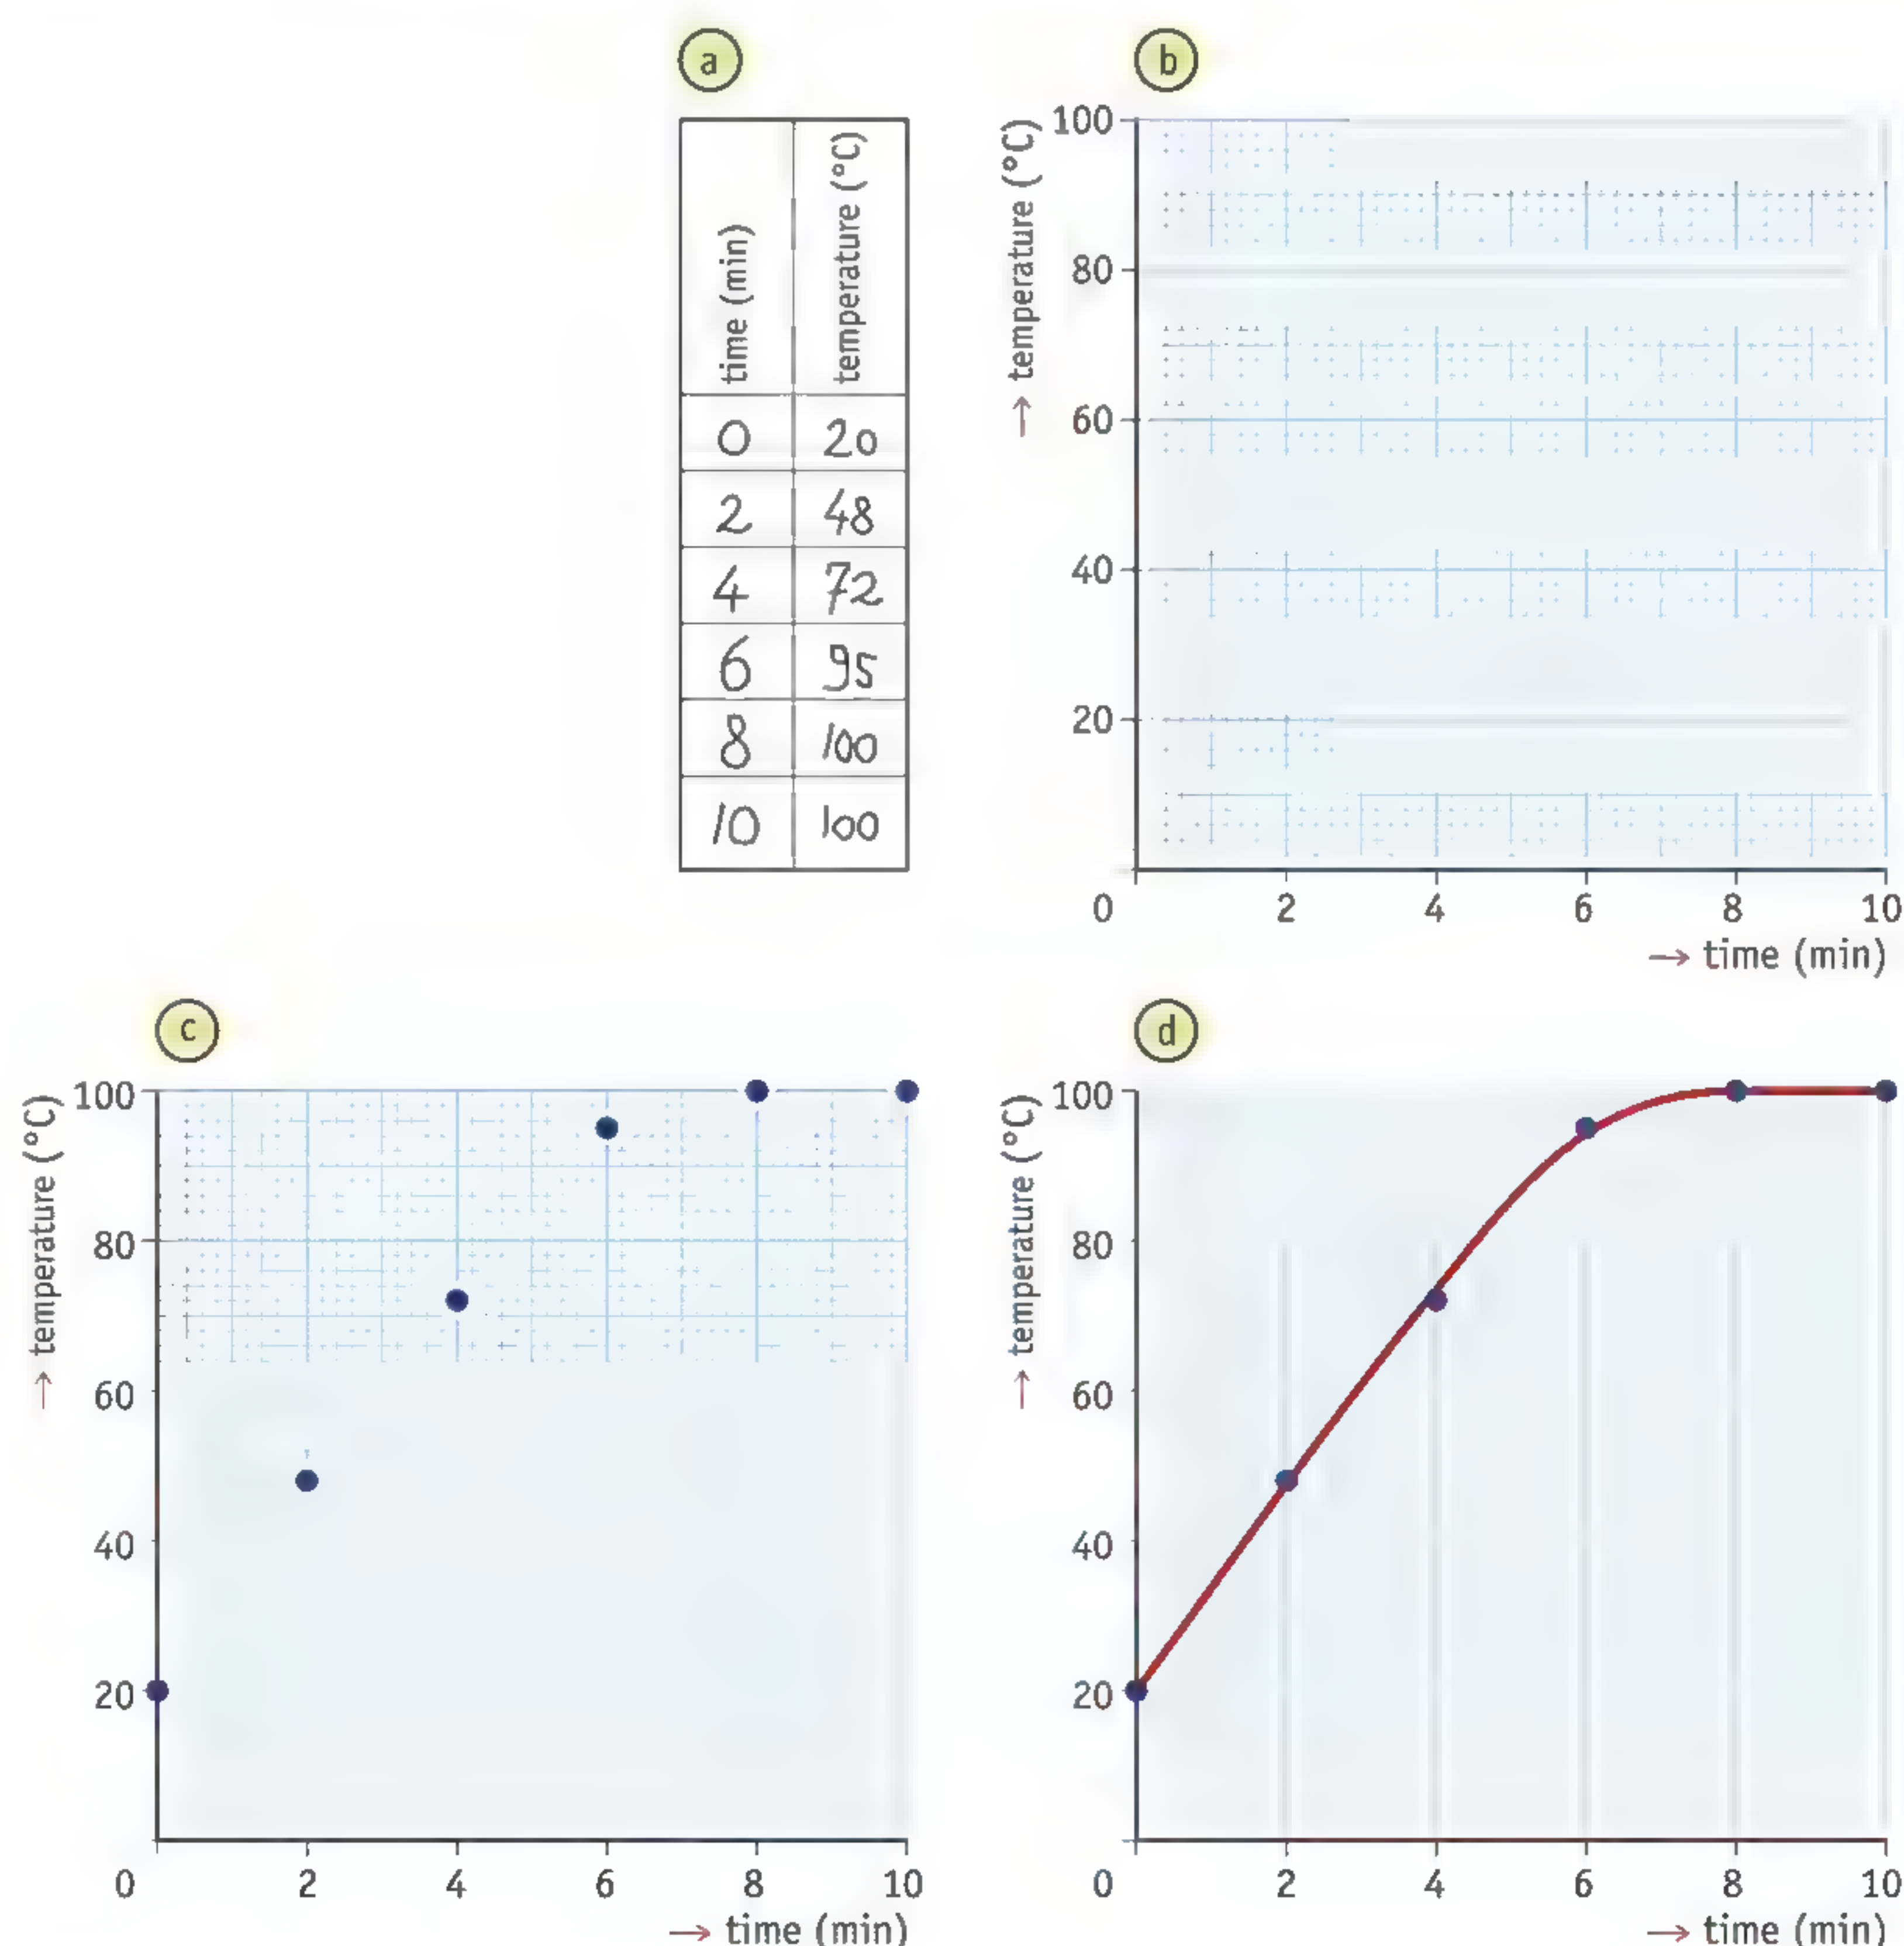 a
time (min) temperature (°C)
0 20
2 48
4 72
6 95
8 100
10 100
b
→ temperature (°C)
100
80
60
40
20
0 2 4 6 8 10
→ time (min)
c
→ temperature (°C)
100
80
60
40
20
0 2 4 6 8 10
→ time (min)
d
→ temperature (°C)
100
80
60
40
20
0 2 4 6 8 10
→ time (min)